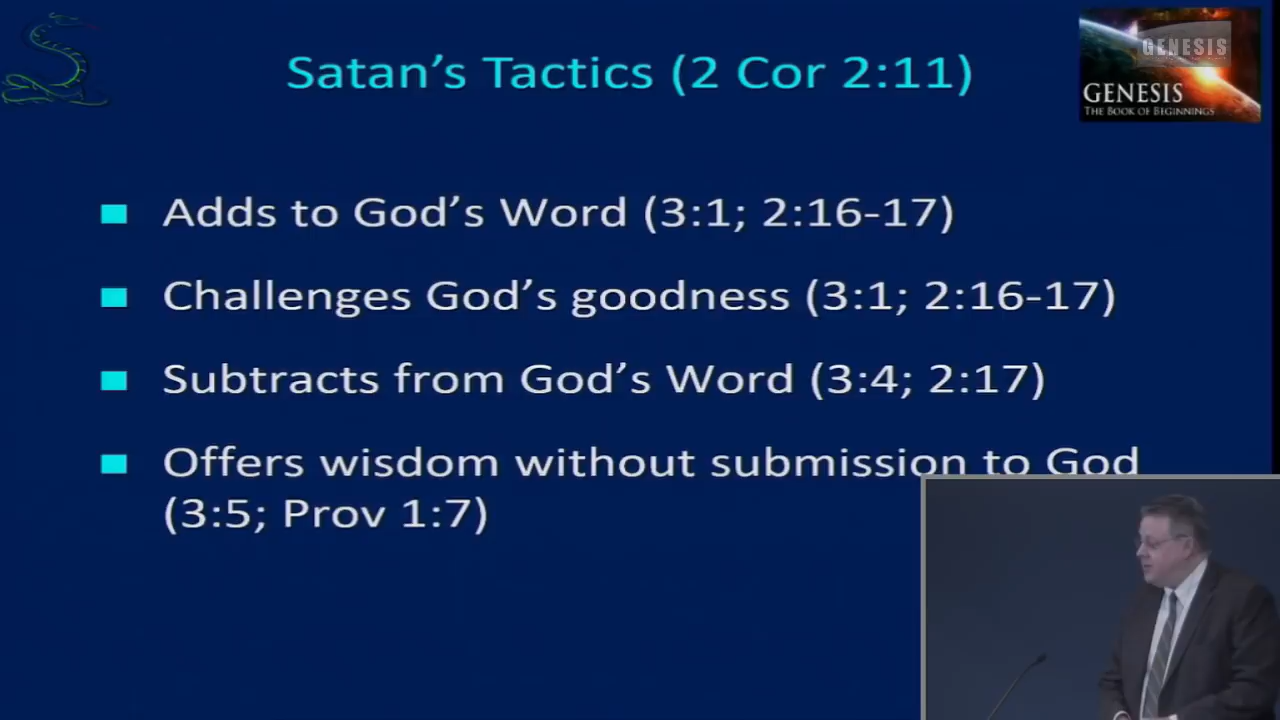 Satan's Tactics (2 Cor 2:11)
GENESIS
GENESIS
THE BOOK OF BEGINNINGS
Adds to God's Word (3:1; 2:16-17)
Challenges God's goodness (3:1; 2:16-17)
Subtracts from God's Word (3:4; 2:17)
Offers wisdom without submission to God
(3:5; Prov 1:7)